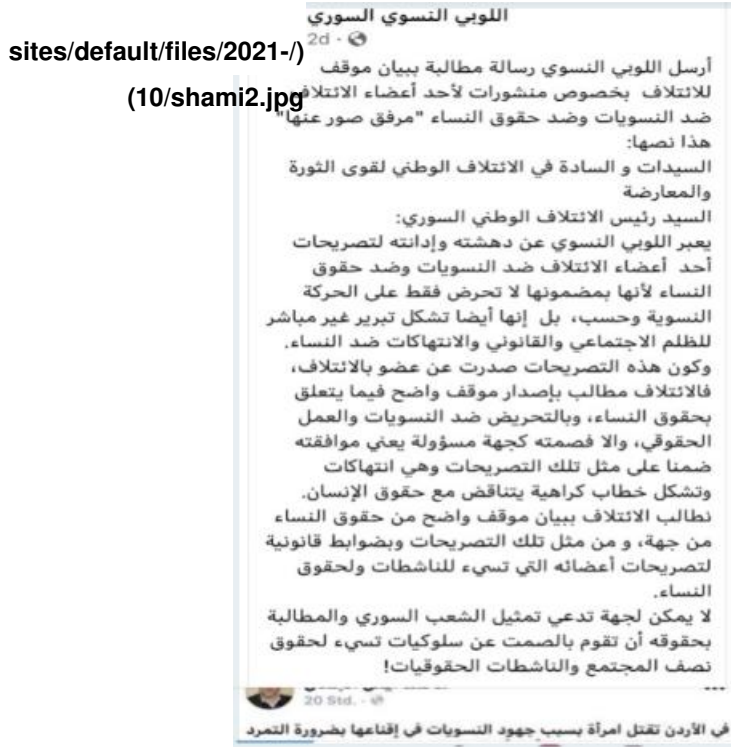 اللوبي النسوي السوري
2d ·
sites/default/files/2021-/)
(10/shami2.jpg
أرسل اللوبي النسوي رسالة مطالبة ببيان موقف
للائتلاف بخصوص منشورات لأحد أعضاء الائتلاف
ضد النسويات وضد حقوق النساء "مرفق صور عنها"
هذا نصها:
السيدات و السادة في الائتلاف الوطني لقوى الثورة
والمعارضة
السيد رئيس الائتلاف الوطني السوري:
يعبر اللوبي النسوي عن دهشته وإدانته لتصريحات
أحد أعضاء الائتلاف ضد النسويات وضد حقوق
النساء لأنها بمضمونها لا تحرض فقط على الحركة
النسوية وحسب، بل إنها أيضا تشكل تبرير غير مباشر
للظلم الاجتماعي والقانوني والانتهاكات ضد النساء.
وكون هذه التصريحات صدرت عن عضو بالائتلاف،
فالائتلاف مطالب بإصدار موقف واضح فيما يتعلق
بحقوق النساء، وبالتحريض ضد النسويات والعمل
الحقوقي، والا فصمته كجهة مسؤولة يعني موافقته
ضمنا على مثل تلك التصريحات وهي انتهاكات
وتشكل خطاب كراهية يتناقض مع حقوق الإنسان.
نطالب الائتلاف ببيان موقف واضح من حقوق النساء
من جهة، و من مثل تلك التصريحات وبضوابط قانونية
لتصريحات أعضائه التي تسيء للناشطات ولحقوق
النساء.
لا يمكن لجهة تدعي تمثيل الشعب السوري والمطالبة
بحقوقه أن تقوم بالصمت عن سلوكيات تسيء لحقوق
نصف المجتمع والناشطات الحقوقيات!
20 Std. ·
في الأردن تقتل امرأة بسبب جهود النسويات في إقناعها بضرورة التمرد